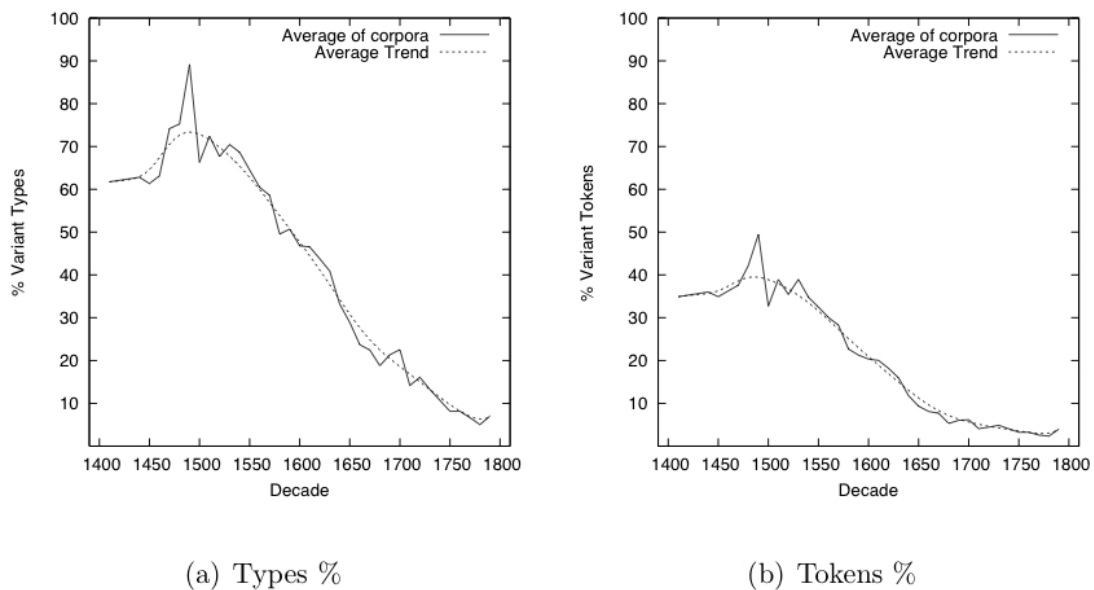 100
90
80
70
60
50
40
30
20
10
% Variant Types
Average of corpora
Average Trend
1400 1450 1500 1550 1600 1650 1700 1750 1800
Decade
(a) Types %
100
90
80
70
60
50
40
30
20
10
% Variant Tokens
Average of corpora
Average Trend
1400 1450 1500 1550 1600 1650 1700 1750 1800
Decade
(b) Tokens %